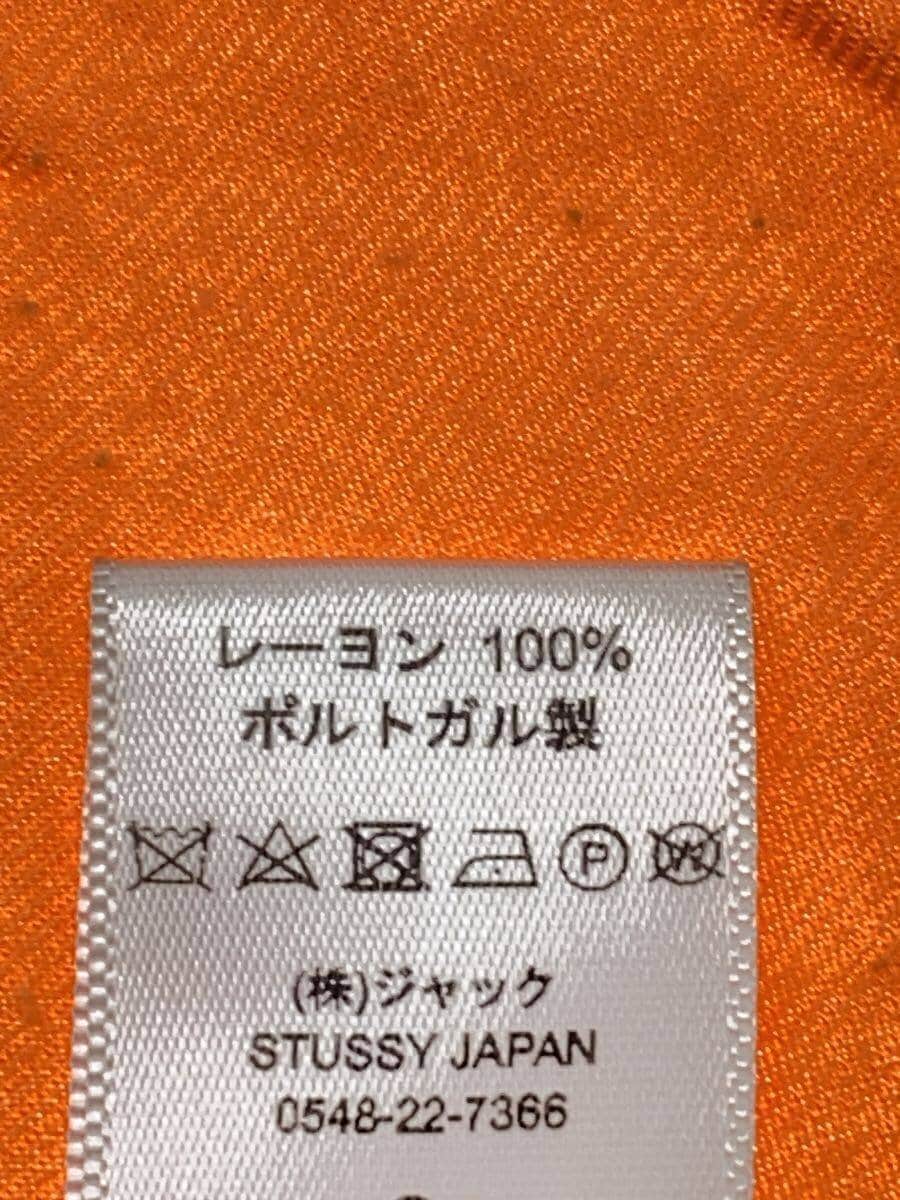 レーヨン 100%
ポルトガル製
P W
(株)ジャック
STUSSY JAPAN
0548-22-7366